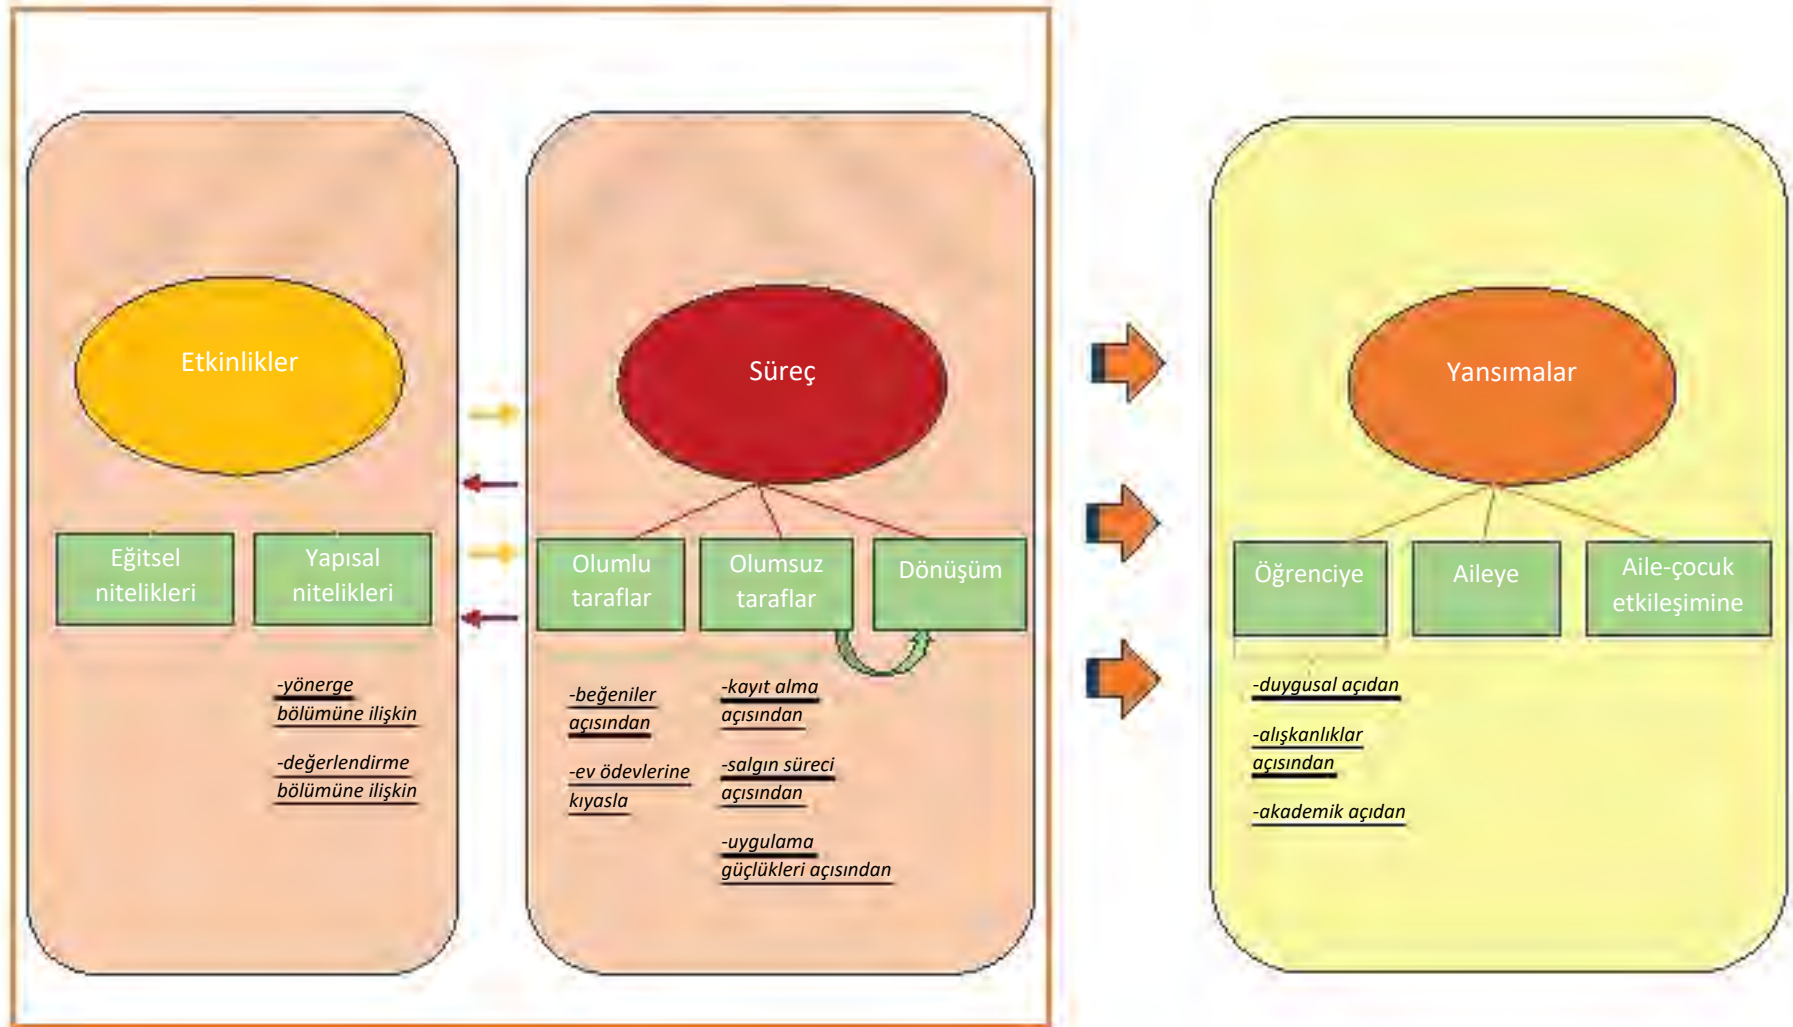 Etkinlikler
Eğitsel
nitelikleri
Yapısal
nitelikleri
-yönerge
bölümüne ilişkin
-değerlendirme
bölümüne ilişkin
Süreç
Olumlu
taraflar
Olumsuz
taraflar
Dönüşüm
-beğeniler
açısından
-ev ödevlerine
kıyasla
-kayıt alma
açısından
-salgın süreci
açısından
-uygulama
güçlükleri açısından
Yansımalar
Öğrenciye
Aileye
Aile-çocuk
etkileşimine
-duygusal açıdan
-alışkanlıklar
açısından
-akademik açıdan